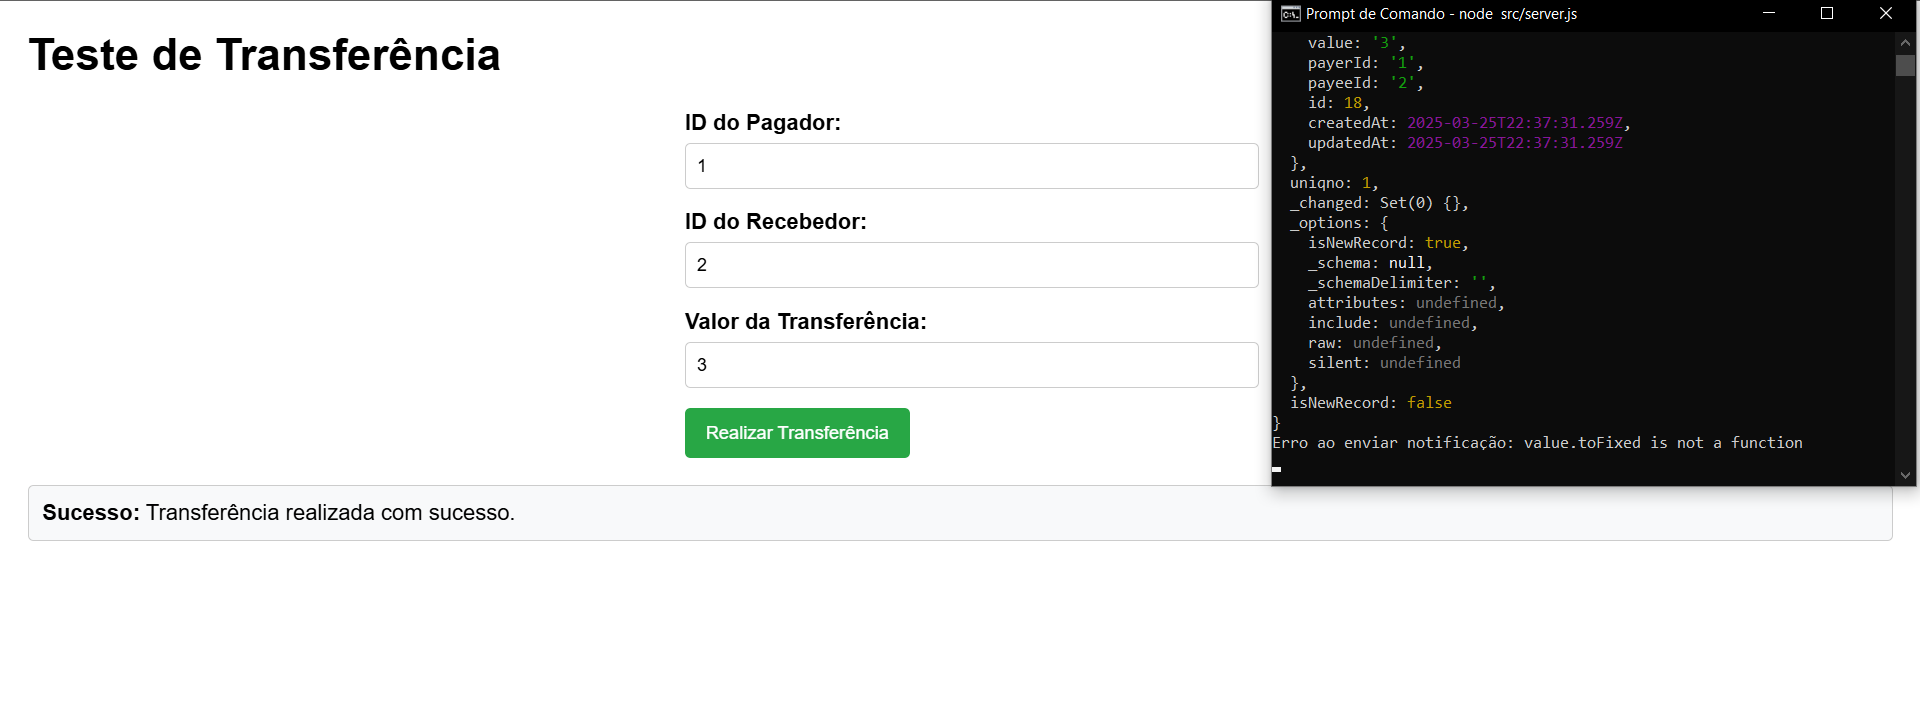 Teste de Transferência
ID do Pagador:
1
ID do Recebedor:
2
Valor da Transferência:
3
Realizar Transferência
Sucesso: Transferência realizada com sucesso.
Prompt de Comando - node  src/server.js
    value: '3',
    payerId: '1',
    payeeId: '2',
    id: 18,
    createdAt: 2025-03-25T22:37:31.259Z,
    updatedAt: 2025-03-25T22:37:31.259Z
  },
  uniqno: 1,
  _changed: Set(0) {},
  _options: {
    isNewRecord: true,
    _schema: null,
    _schemaDelimiter: '',
    attributes: undefined,
    include: undefined,
    raw: undefined,
    silent: undefined
  },
  isNewRecord: false
}
Erro ao enviar notificação: value.toFixed is not a function